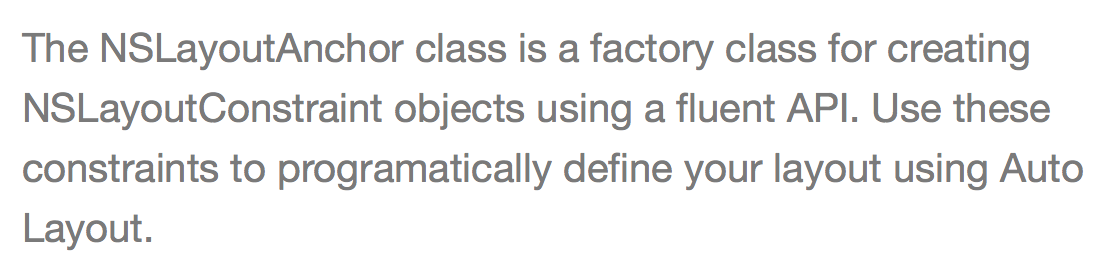 The NSLayoutAnchor class is a factory class for creating
NSLayoutConstraint objects using a fluent API. Use these
constraints to programatically define your layout using Auto
Layout.